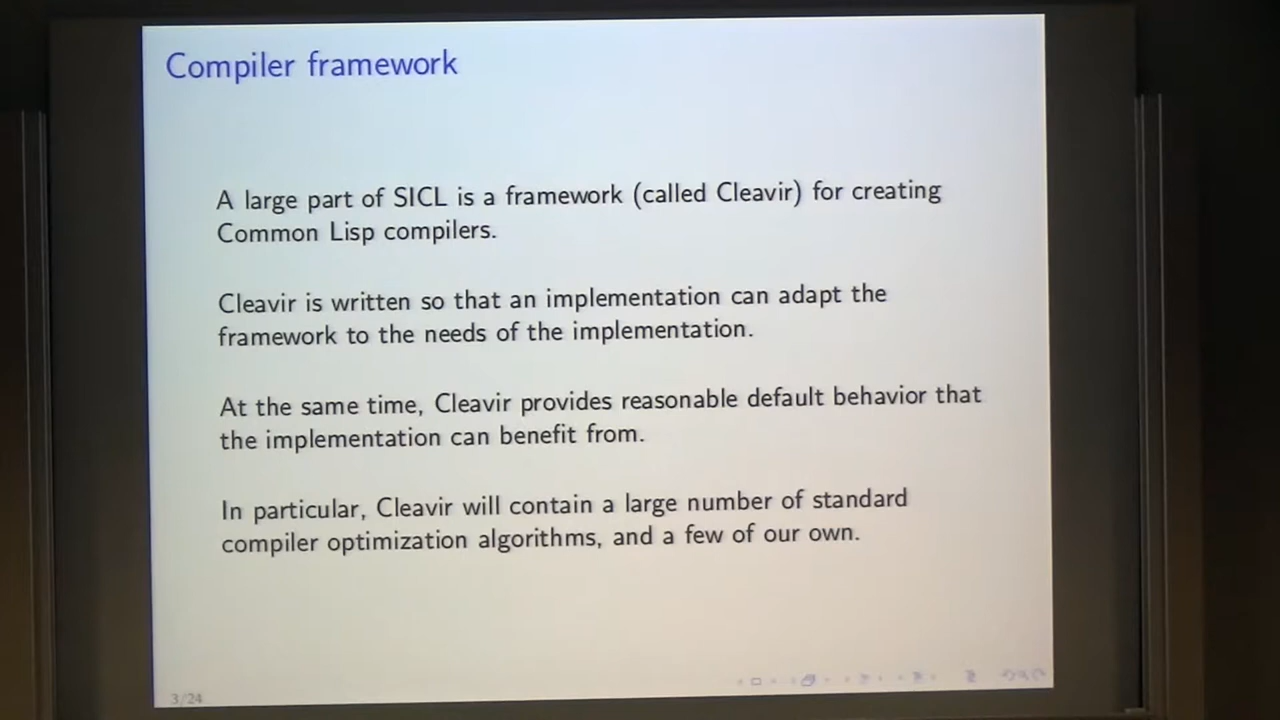 Compiler framework
A large part of SICL is a framework (called Cleavir) for creating
Common Lisp compilers.
Cleavir is written so that an implementation can adapt the
framework to the needs of the implementation.
At the same time, Cleavir provides reasonable default behavior that
the implementation can benefit from.
In particular, Cleavir will contain a large number of standard
compiler optimization algorithms, and a few of our own.
3/24